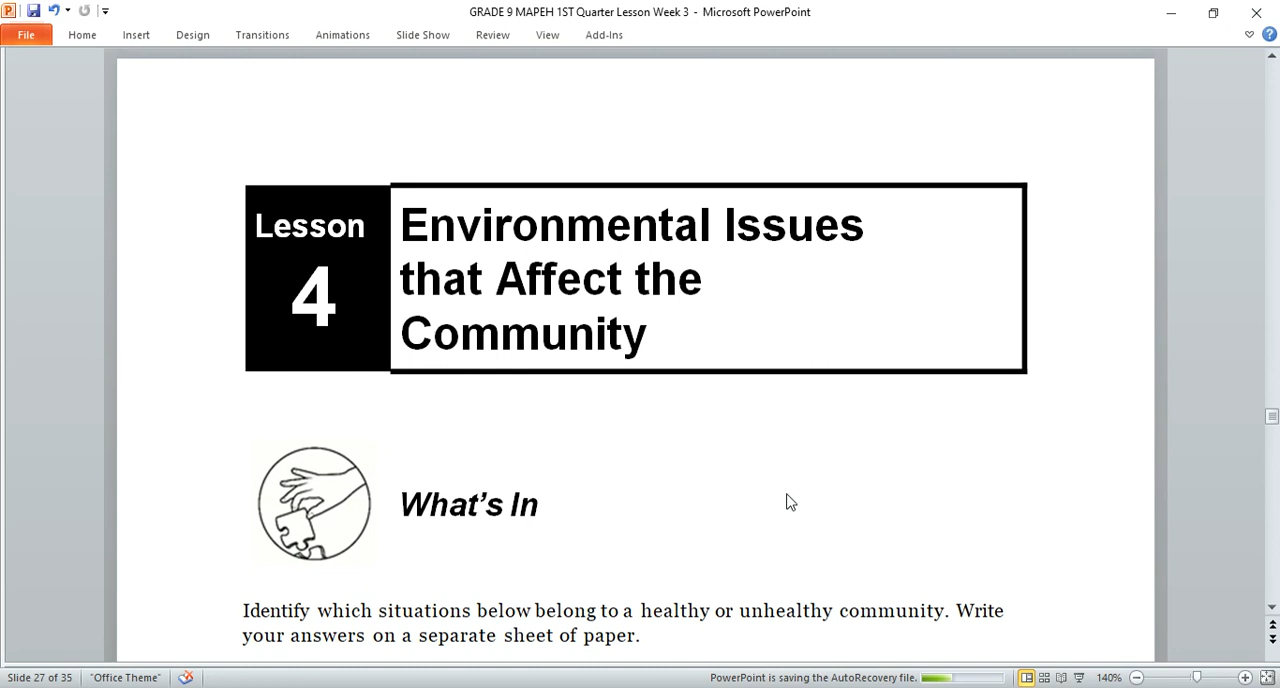 GRADE 9 MAPEH 1ST Quarter Lesson Week 3 - Microsoft PowerPoint
File Home Insert Design Transitions Animations Slide Show Review View Add-Ins
Lesson
4
Environmental Issues
that Affect the
Community
What's In
Identify which situations below belong to a healthy or unhealthy community. Write
your answers on a separate sheet of paper.
Slide 27 of 35 "Office Theme" PowerPoint is saving the AutoRecovery file. 140%